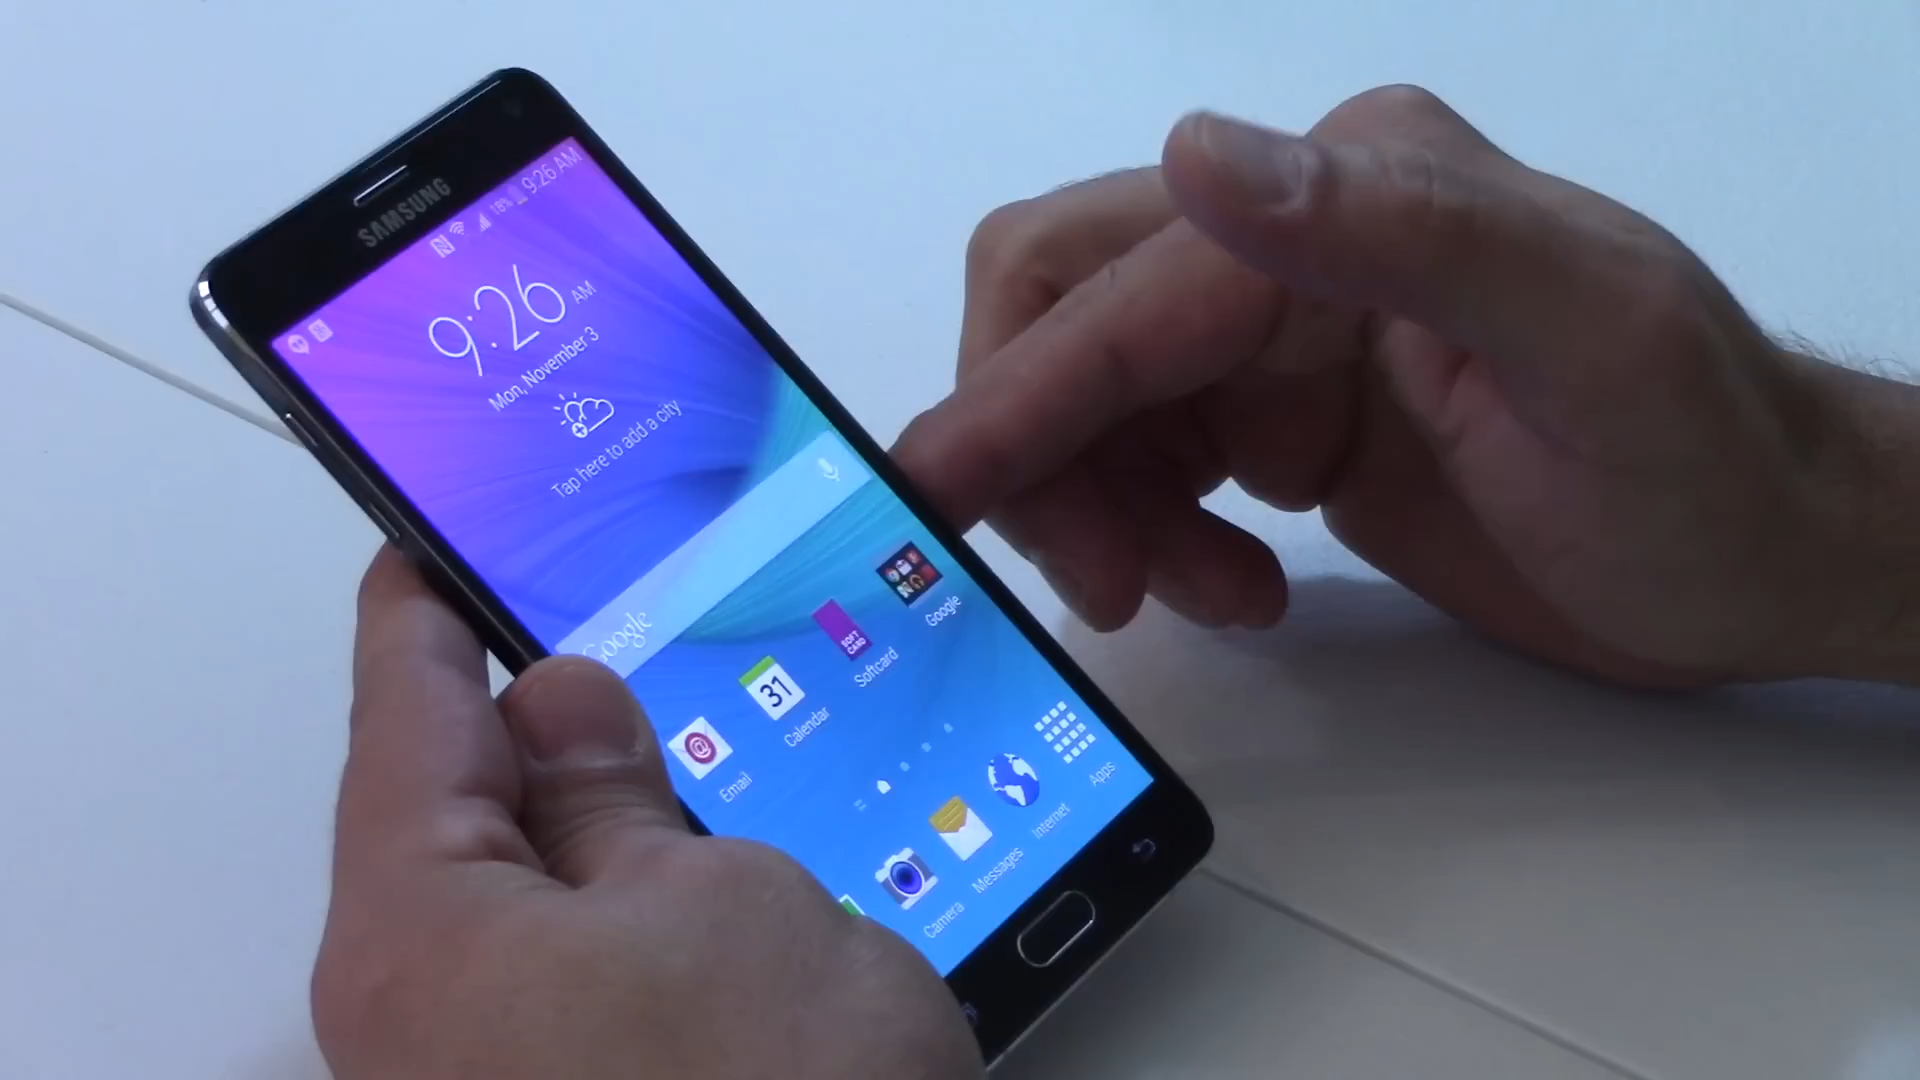 SAMSUNG
18% 9:26 AM
9:26 AM
Mon, November 3
Tap here to add a city
Google
Google
SOFT
CARD
Softcard
31
Calendar
@
Email
Apps
Internet
Messages
Camera